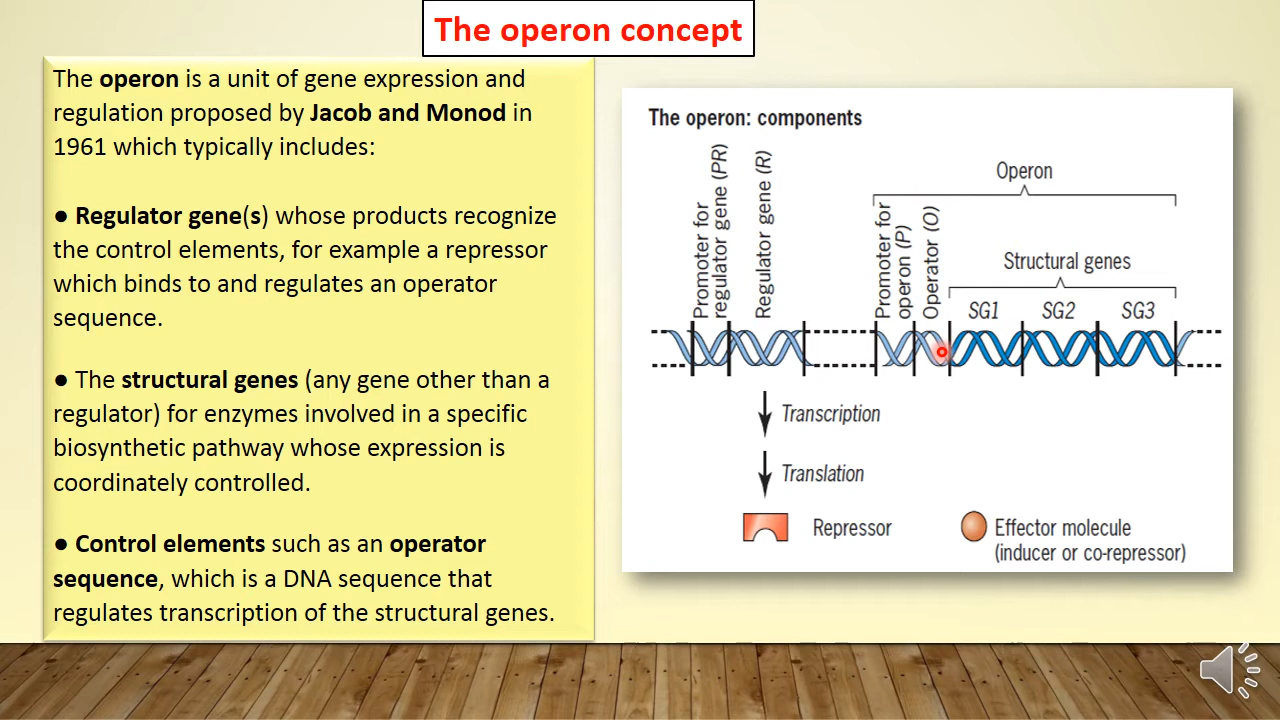 The operon concept
The operon is a unit of gene expression and
regulation proposed by Jacob and Monod in
1961 which typically includes:
● Regulator gene(s) whose products recognize
the control elements, for example a repressor
which binds to and regulates an operator
sequence.
● The structural genes (any gene other than a
regulator) for enzymes involved in a specific
biosynthetic pathway whose expression is
coordinately controlled.
● Control elements such as an operator
sequence, which is a DNA sequence that
regulates transcription of the structural genes.
The operon: components
Promoter for
regulator gene (PR)
Regulator gene (R)
Operon
Promoter for
operon (P)
Operator (O)
Structural genes
SG1
SG2
SG3
Transcription
Translation
Repressor
Effector molecule
(inducer or co-repressor)